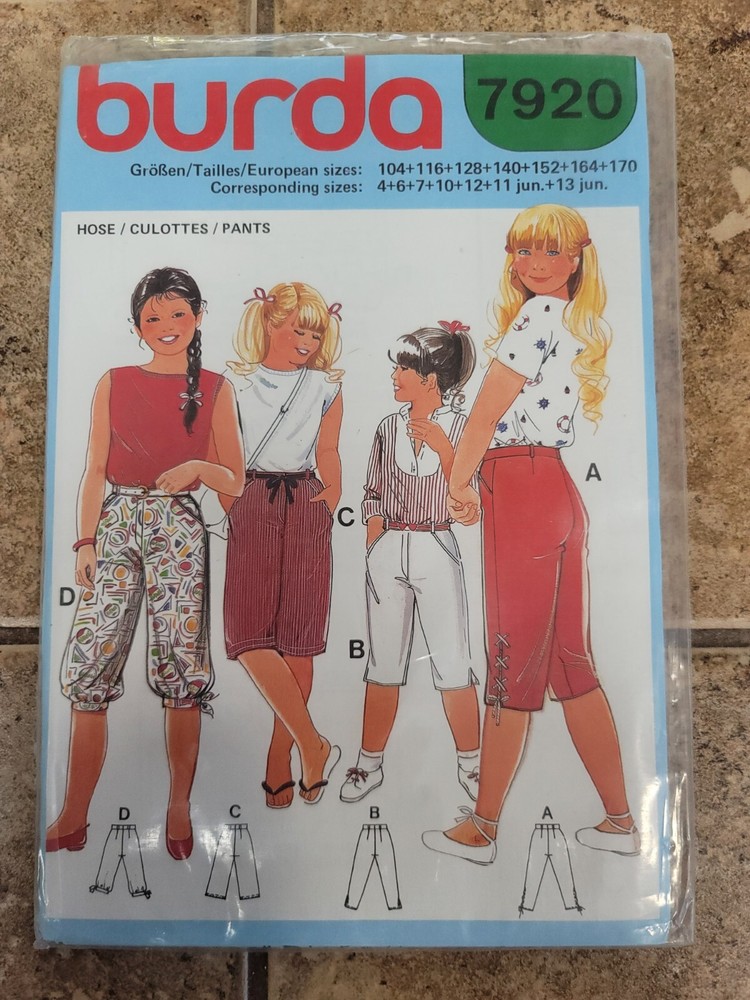 burda
7920
Größen/Tailles/European sizes: 104+116+128+140+152+164+170
Corresponding sizes: 4+6+7+10+12+11 jun.+13 jun.
HOSE / CULOTTES / PANTS
A
C
D
B
D C B A